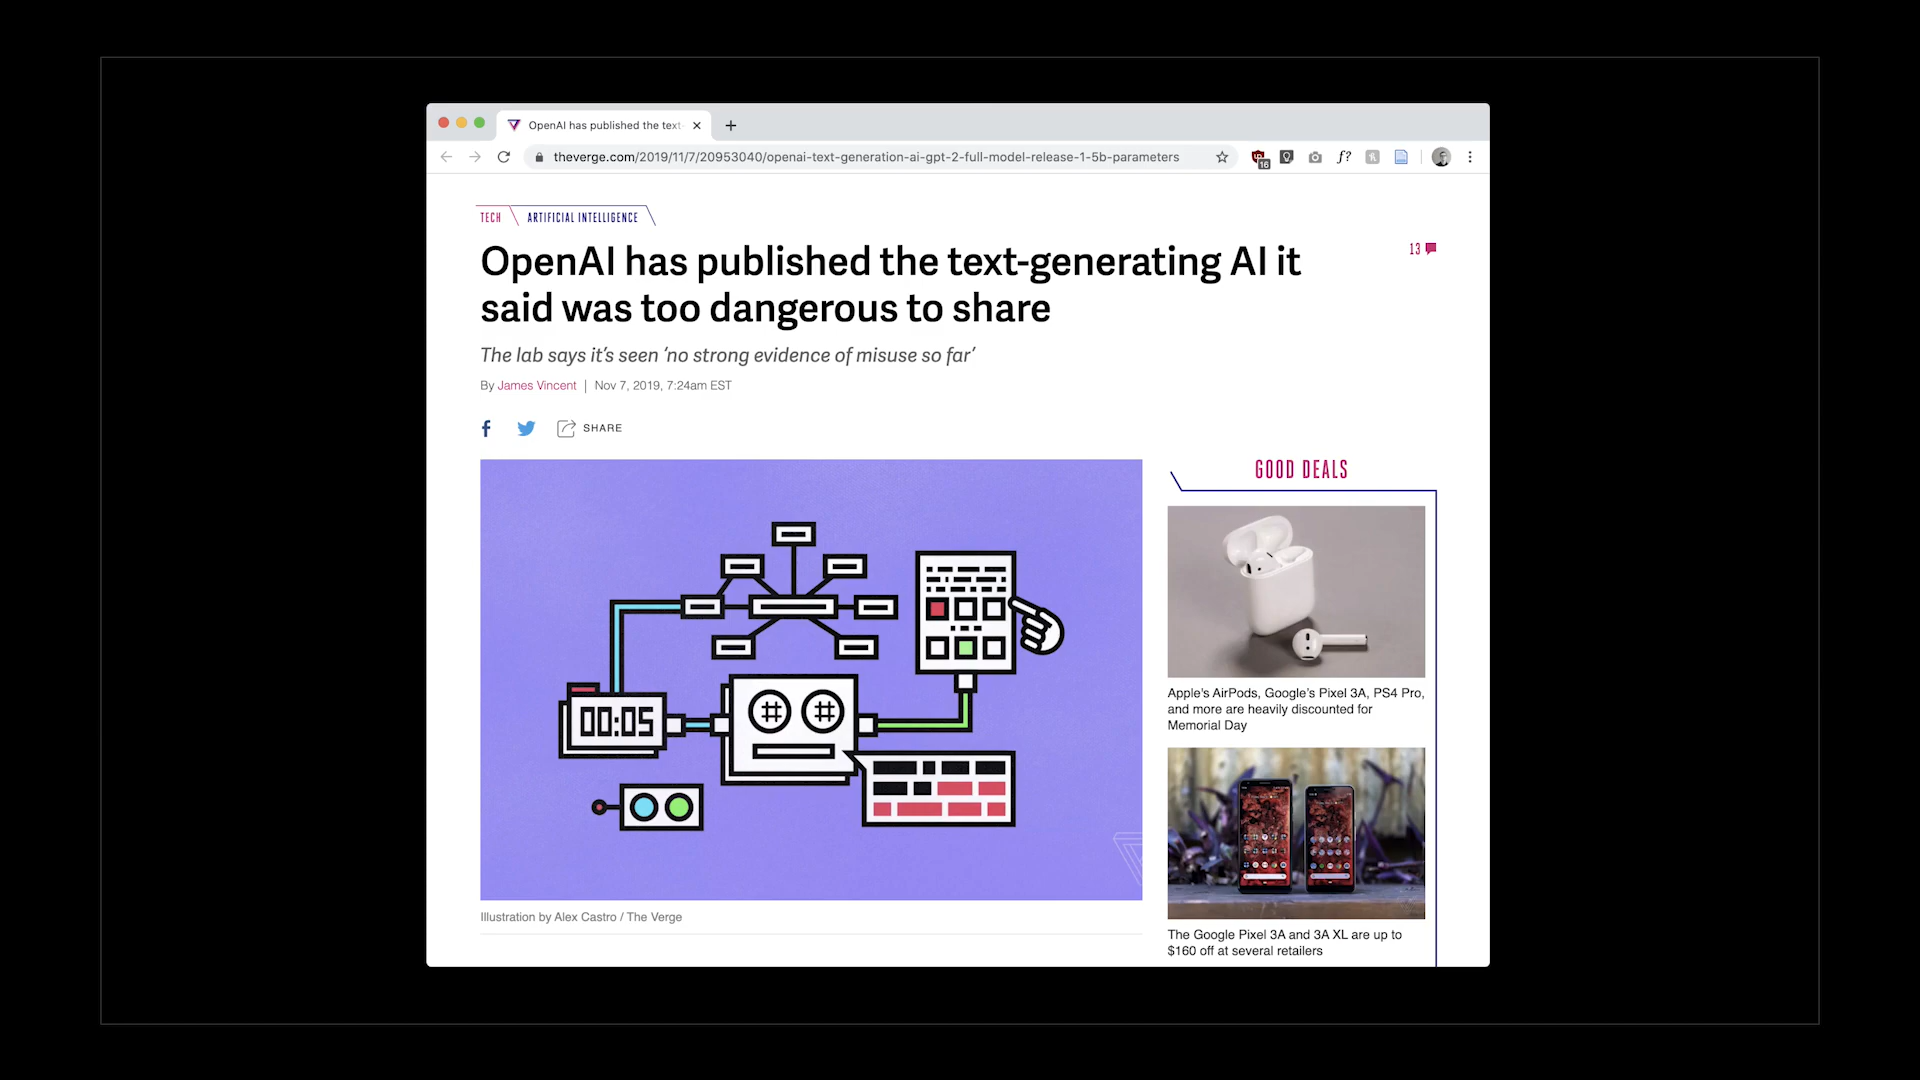 OpenAI has published the text-
theverge.com/2019/11/7/20953040/openai-text-generation-ai-gpt-2-full-model-release-1-5b-parameters
16
f?
TECH
ARTIFICIAL INTELLIGENCE
OpenAI has published the text-generating AI it
said was too dangerous to share
13
The lab says it’s seen ‘no strong evidence of misuse so far’
By James Vincent | Nov 7, 2019, 7:24am EST
SHARE
GOOD DEALS
00:05
# #
Apple’s AirPods, Google’s Pixel 3A, PS4 Pro,
and more are heavily discounted for
Memorial Day
Illustration by Alex Castro / The Verge
The Google Pixel 3A and 3A XL are up to
$160 off at several retailers